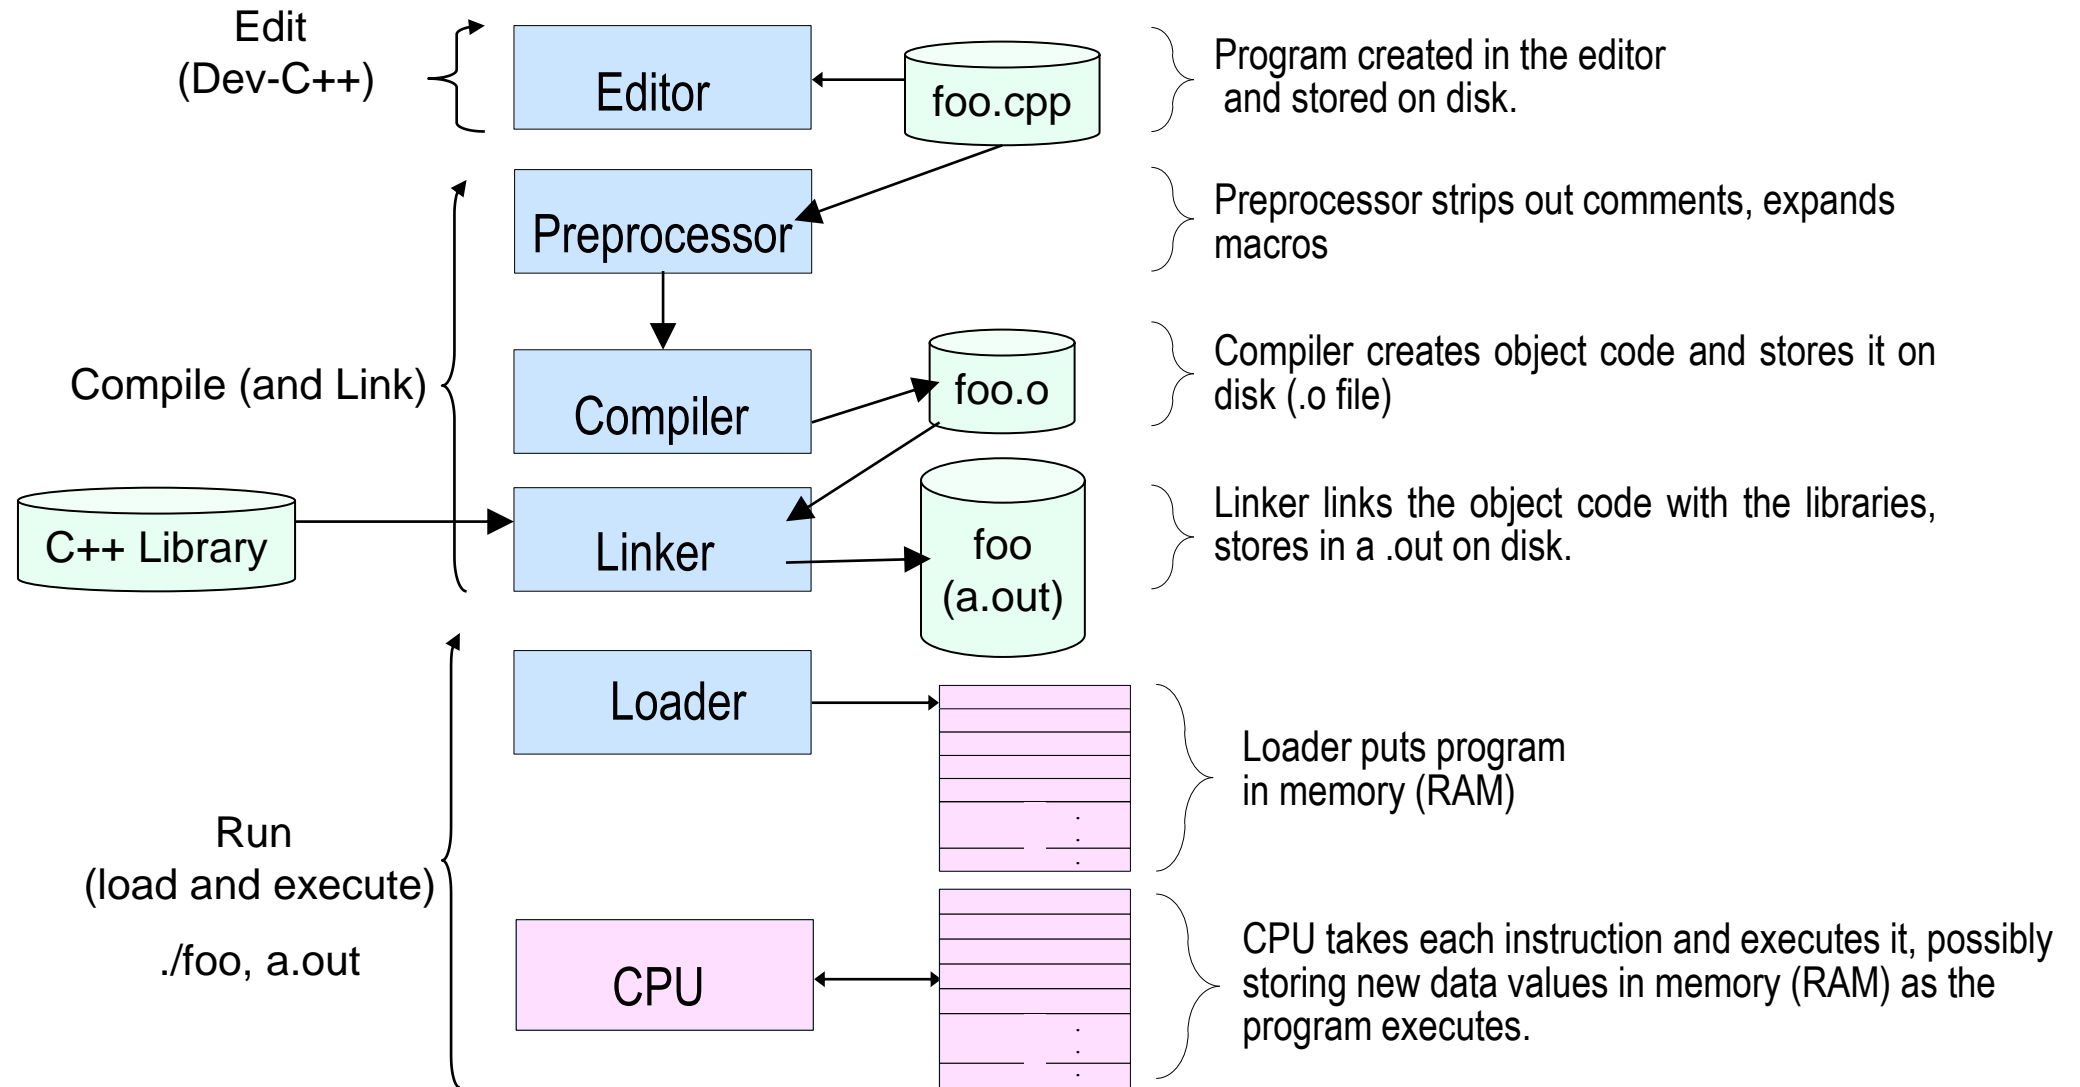 Edit
(Dev-C++)
Editor
foo.cpp
Program created in the editor
and stored on disk.
Preprocessor
Preprocessor strips out comments, expands
macros
Compile (and Link)
Compiler
foo.o
Compiler creates object code and stores it on
disk (.o file)
C++ Library
Linker
foo
(a.out)
Linker links the object code with the libraries,
stores in a .out on disk.
Loader
Loader puts program
in memory (RAM)
Run
(load and execute)
./foo, a.out
CPU
CPU takes each instruction and executes it, possibly
storing new data values in memory (RAM) as the
program executes.